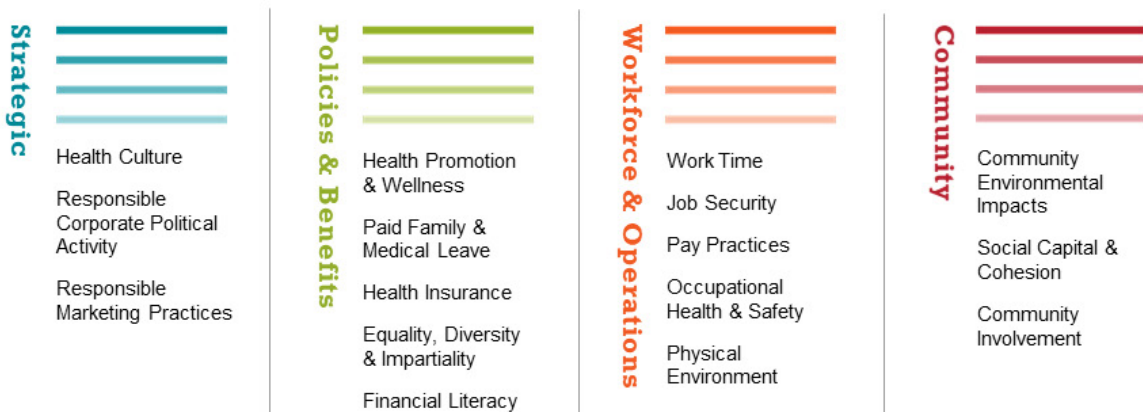 Strategic
Health Culture
Responsible
Corporate Political
Activity
Responsible
Marketing Practices
Policies & Benefits
Health Promotion
& Wellness
Paid Family &
Medical Leave
Health Insurance
Equality, Diversity
& Impartiality
Financial Literacy
Workforce & Operations
Work Time
Job Security
Pay Practices
Occupational
Health & Safety
Physical
Environment
Community
Community
Environmental
Impacts
Social Capital &
Cohesion
Community
Involvement